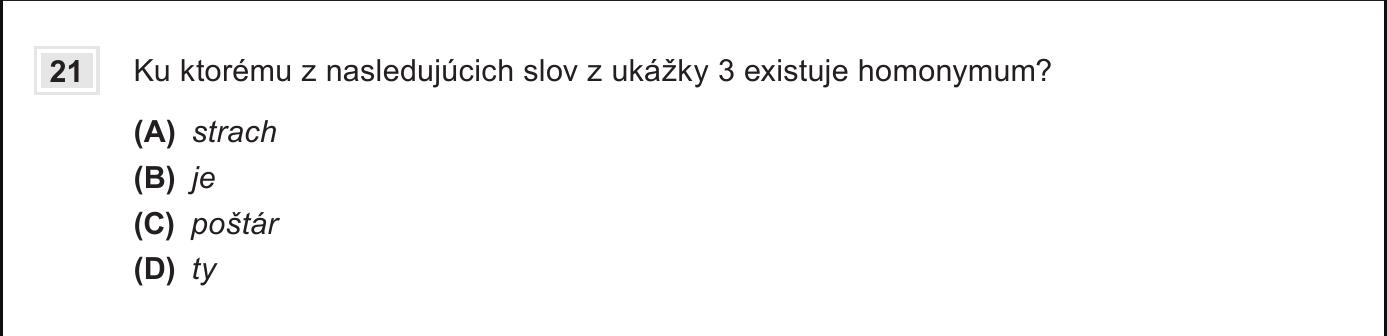 21 Ku ktorému z nasledujúcich slov z ukážky 3 existuje homonymum?
(A) strach
(B) je
(C) poštár
(D) ty